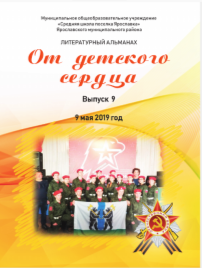 Муниципальное общеобразовательное учреждение
«Средняя школа поселка Ярославка»
Ярославского муниципального района
ЛИТЕРАТУРНЫЙ АЛЬМАНАХ
От детского
сердца
Выпуск 9
9 мая 2019 год